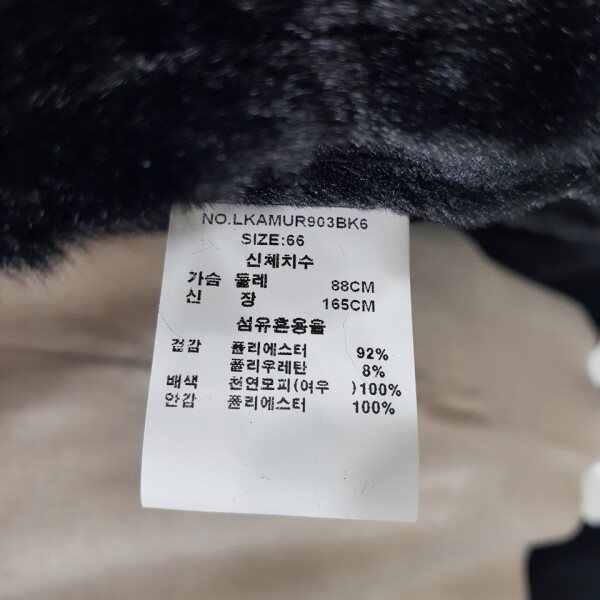 NO.LKAMUR903BK6
SIZE:66
신체치수
가슴 둘레 88CM
신 장 165CM
섬유혼용율
겉감 폴리에스터 92%
폴리우레탄 8%
배색 천연모피(여우 )100%
안감 폴리에스터 100%